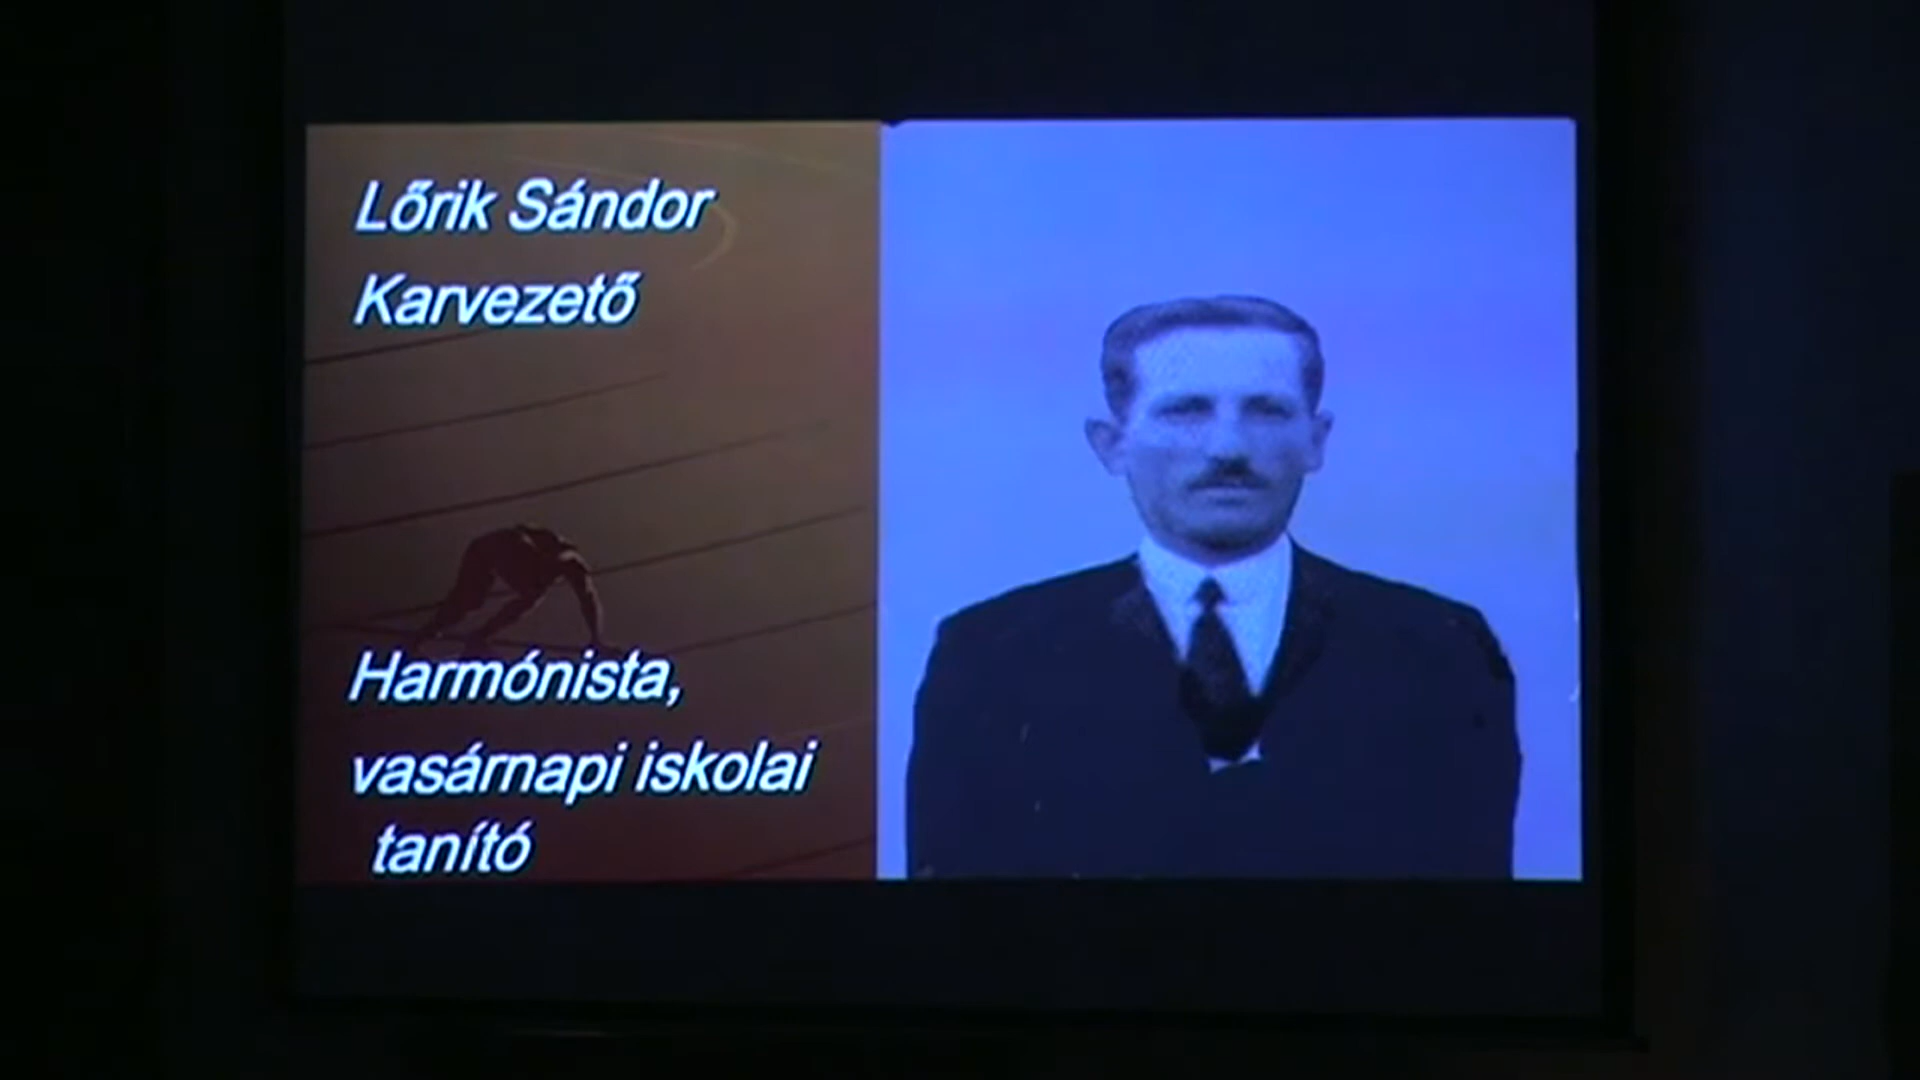 Lőrik Sándor
Karvezető
Harmónista,
vasárnapi iskolai
tanító